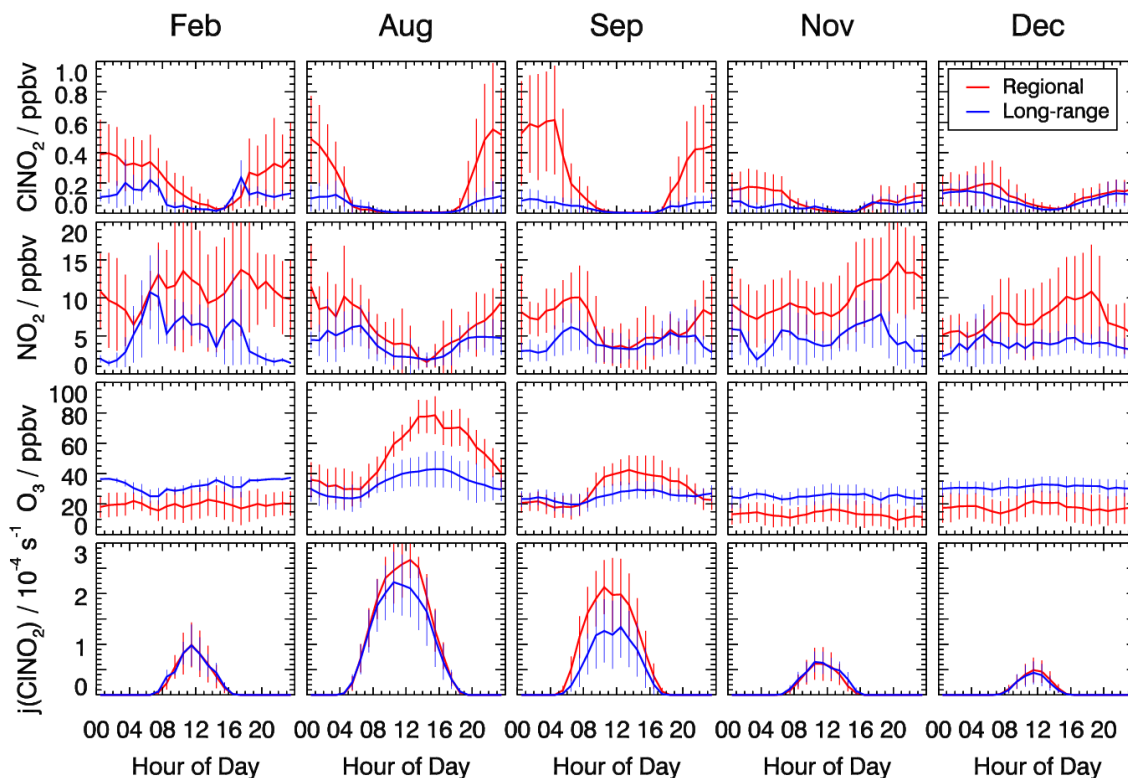 Feb Aug Sep Nov Dec
ClNO2 / ppbv
1.0
0.8
0.6
0.4
0.2
0.0
Regional
Long-range
NO2 / ppbv
20
15
10
5
0
O3 / ppbv
100
80
60
40
20
0
j(ClNO2) / 10-4 s-1
3
2
1
0
00 04 08 12 16 20 00 04 08 12 16 20 00 04 08 12 16 20 00 04 08 12 16 20 00 04 08 12 16 20
Hour of Day Hour of Day Hour of Day Hour of Day Hour of Day